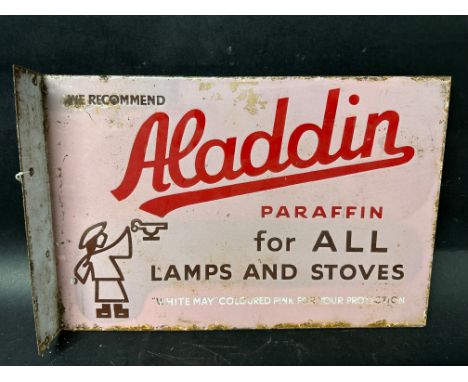 WE RECOMMEND
Aladdin
PARAFFIN
for ALL
LAMPS AND STOVES
"WHITE MAY" COLOURED PINK FOR YOUR PROTECTION